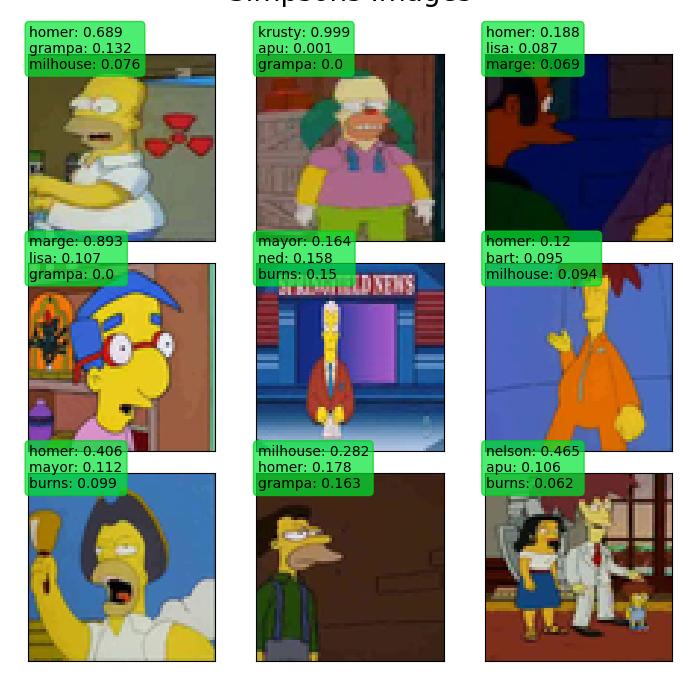 Simpsons Images
homer: 0.689
grampa: 0.132
milhouse: 0.076
krusty: 0.999
apu: 0.001
grampa: 0.0
homer: 0.188
lisa: 0.087
marge: 0.069
marge: 0.893
lisa: 0.107
grampa: 0.0
mayor: 0.164
ned: 0.158
burns: 0.15
SPRINGFIELD NEWS
homer: 0.12
bart: 0.095
milhouse: 0.094
homer: 0.406
mayor: 0.112
burns: 0.099
milhouse: 0.282
homer: 0.178
grampa: 0.163
nelson: 0.465
apu: 0.106
burns: 0.062